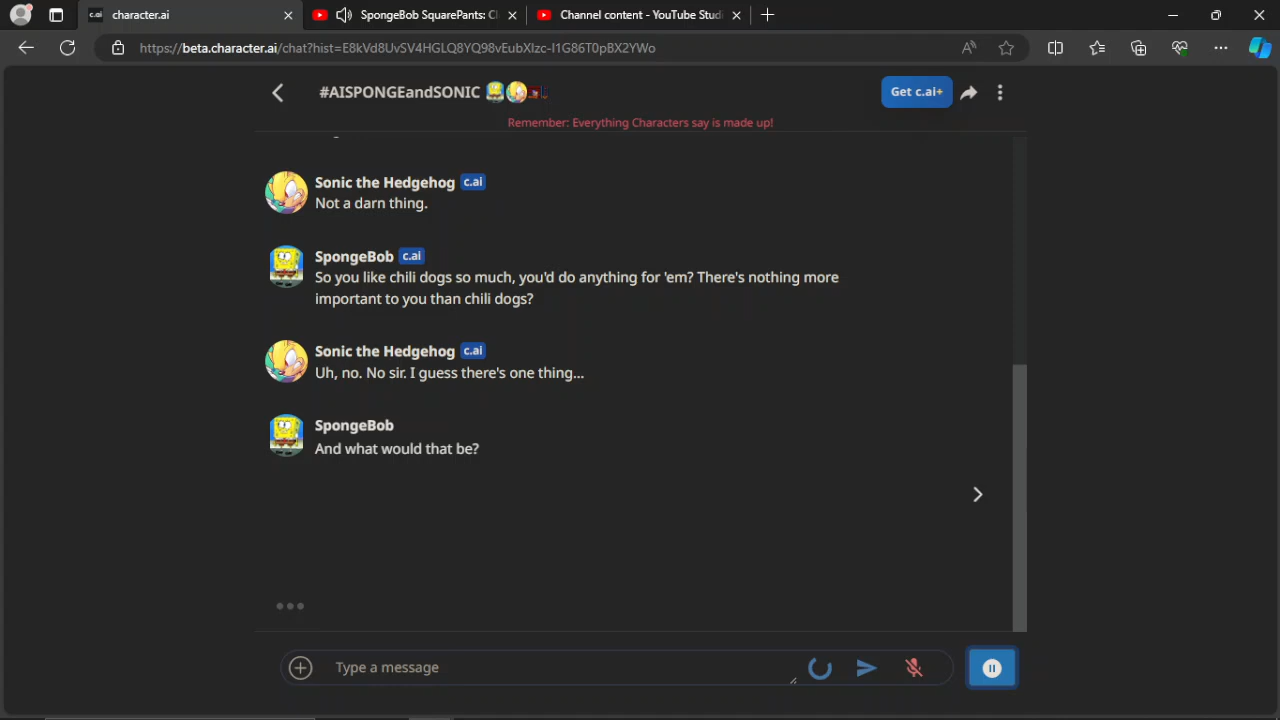 c.ai character.ai
SpongeBob SquarePants: C
Channel content - YouTube Studi
https://beta.character.ai/chat?hist=E8kVd8UvSV4HGLQ8YQ98vEubXIzc-I1G86T0pBX2YWo
#AISPONGEandSONIC
Get c.ai+
Remember: Everything Characters say is made up!
Sonic the Hedgehog c.ai
Not a darn thing.
SpongeBob c.ai
So you like chili dogs so much, you'd do anything for 'em? There's nothing more
important to you than chili dogs?
Sonic the Hedgehog c.ai
Uh, no. No sir. I guess there's one thing...
SpongeBob
And what would that be?
Type a message